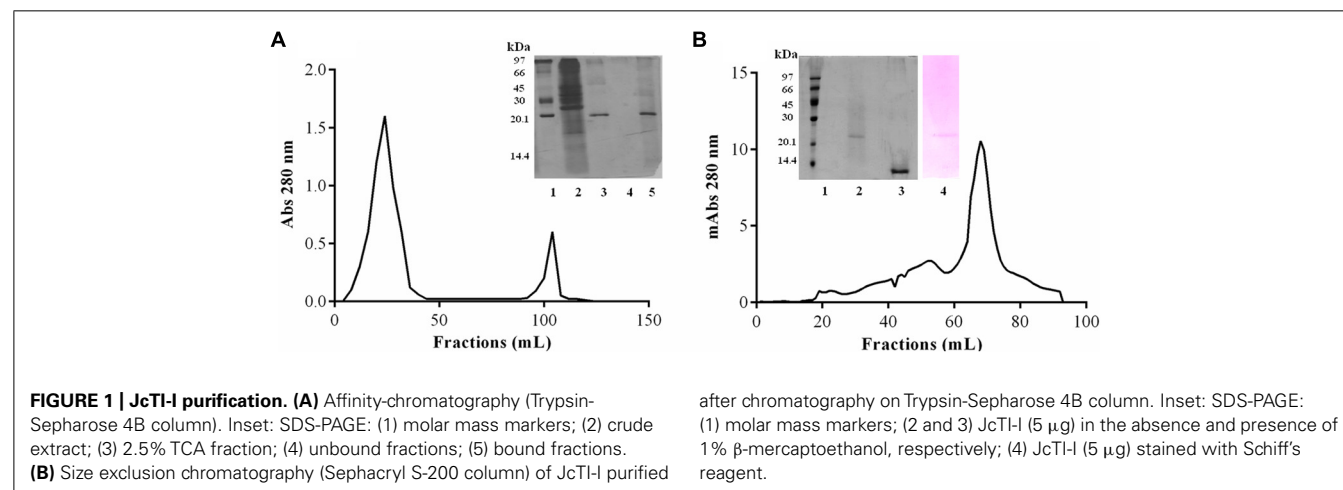 A
kDa
97
66
45
30
20.1
14.4
1 2 3 4 5
2.0
1.5
1.0
0.5
0.0
Abs 280 nm
0 50 100 150
Fractions (mL)
B
kDa
97
66
45
30
20.1
14.4
1 2 3 4
15
10
5
0
mAbs 280 nm
0 20 40 60 80 100
Fractions (mL)
FIGURE 1 | JcTI-I purification. (A) Affinity-chromatography (Trypsin-
Sepharose 4B column). Inset: SDS-PAGE: (1) molar mass markers; (2) crude
extract; (3) 2.5% TCA fraction; (4) unbound fractions; (5) bound fractions.
(B) Size exclusion chromatography (Sephacryl S-200 column) of JcTI-I purified
after chromatography on Trypsin-Sepharose 4B column. Inset: SDS-PAGE:
(1) molar mass markers; (2 and 3) JcTI-I (5 μg) in the absence and presence of
1% β-mercaptoethanol, respectively; (4) JcTI-I (5 μg) stained with Schiff's
reagent.